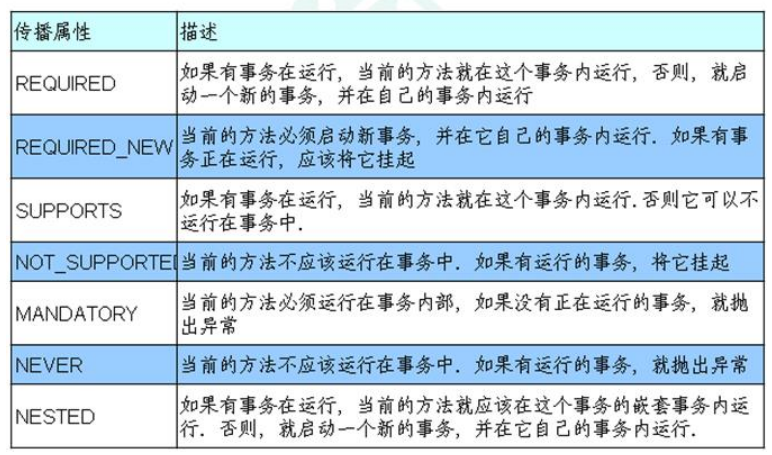 传播属性 描述
REQUIRED 如果有事务在运行，当前的方法就在这个事务内运行，否则，就启
动一个新的事务，并在自己的事务内运行
REQUIRED_NEW 当前的方法必须启动新事务，并在它自己的事务内运行. 如果有事
务正在运行，应该将它挂起
SUPPORTS 如果有事务在运行，当前的方法就在这个事务内运行. 否则它可以不
运行在事务中.
NOT_SUPPORTED 当前的方法不应该运行在事务中. 如果有运行的事务，将它挂起
MANDATORY 当前的方法必须运行在事务内部，如果没有正在运行的事务，就抛
出异常
NEVER 当前的方法不应该运行在事务中. 如果有运行的事务，就抛出异常
NESTED 如果有事务在运行，当前的方法就应该在这个事务的嵌套事务内运
行. 否则，就启动一个新的事务，并在它自己的事务内运行.